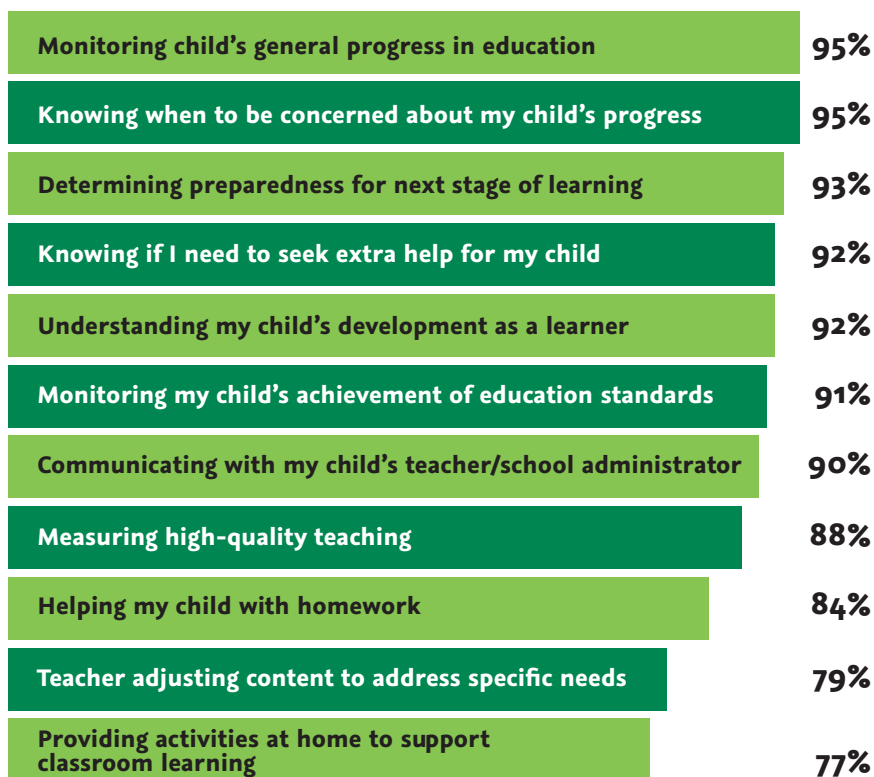 Monitoring child’s general progress in education 95%
Knowing when to be concerned about my child’s progress 95%
Determining preparedness for next stage of learning 93%
Knowing if I need to seek extra help for my child 92%
Understanding my child’s development as a learner 92%
Monitoring my child’s achievement of education standards 91%
Communicating with my child’s teacher/school administrator 90%
Measuring high-quality teaching 88%
Helping my child with homework 84%
Teacher adjusting content to address specific needs 79%
Providing activities at home to support
classroom learning 77%